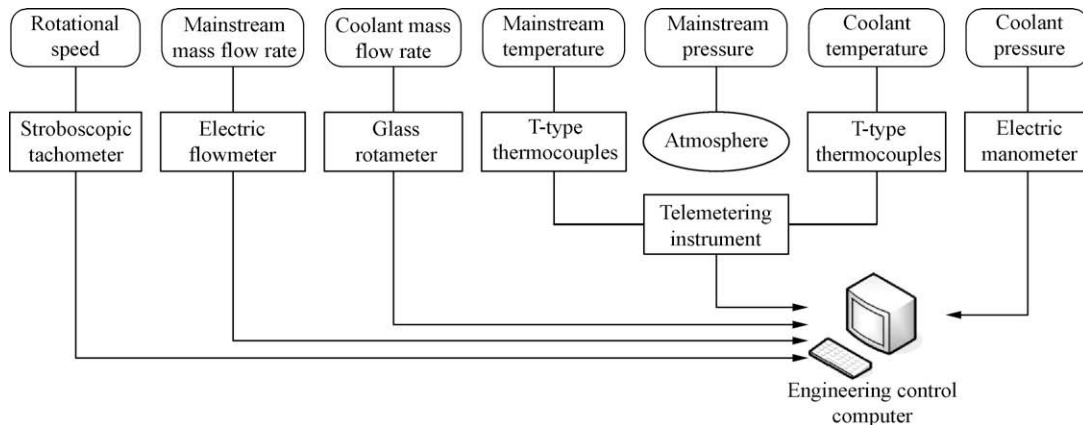 Rotational
speed
Mainstream
mass flow rate
Coolant mass
flow rate
Mainstream
temperature
Mainstream
pressure
Coolant
temperature
Coolant
pressure
Stroboscopic
tachometer
Electric
flowmeter
Glass
rotameter
T-type
thermocouples
Atmosphere
T-type
thermocouples
Electric
manometer
Telemetering
instrument
Engineering control
computer